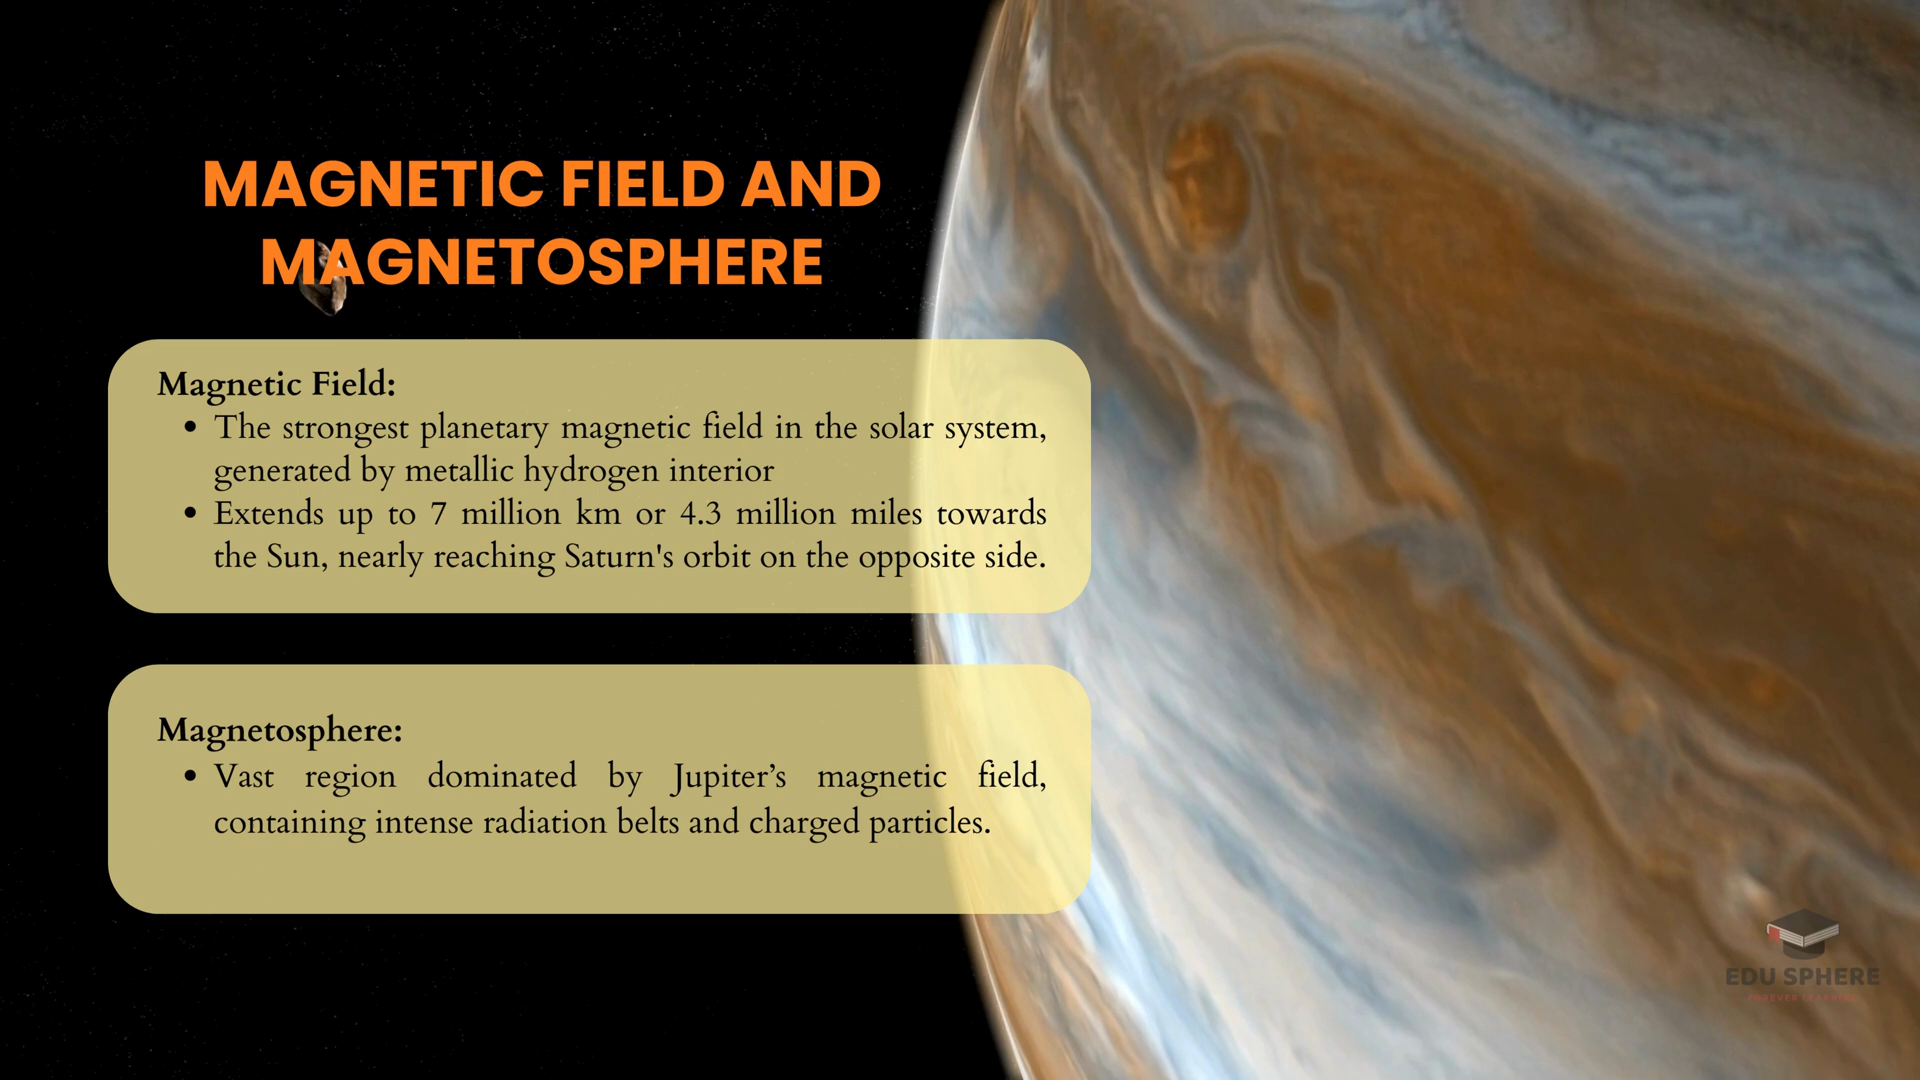 MAGNETIC FIELD AND
MAGNETOSPHERE
Magnetic Field:
• The strongest planetary magnetic field in the solar system,
generated by metallic hydrogen interior
• Extends up to 7 million km or 4.3 million miles towards
the Sun, nearly reaching Saturn's orbit on the opposite side.
Magnetosphere:
• Vast region dominated by Jupiter’s magnetic field,
containing intense radiation belts and charged particles.
EDU SPHERE
FOREVER LEARNING